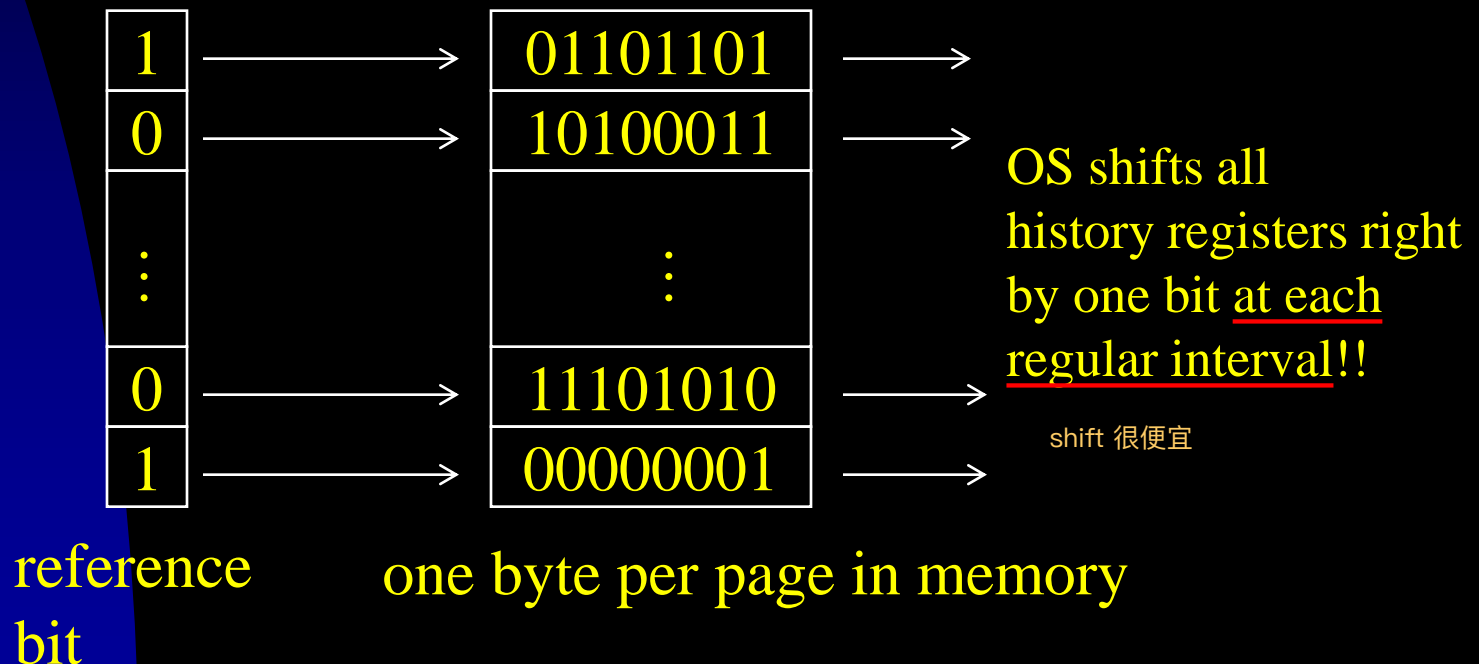 1 01101101
0 10100011
⋮ ⋮
0 11101010
1 00000001
OS shifts all
history registers right
by one bit at each
regular interval!!
shift 很便宜
reference
bit
one byte per page in memory